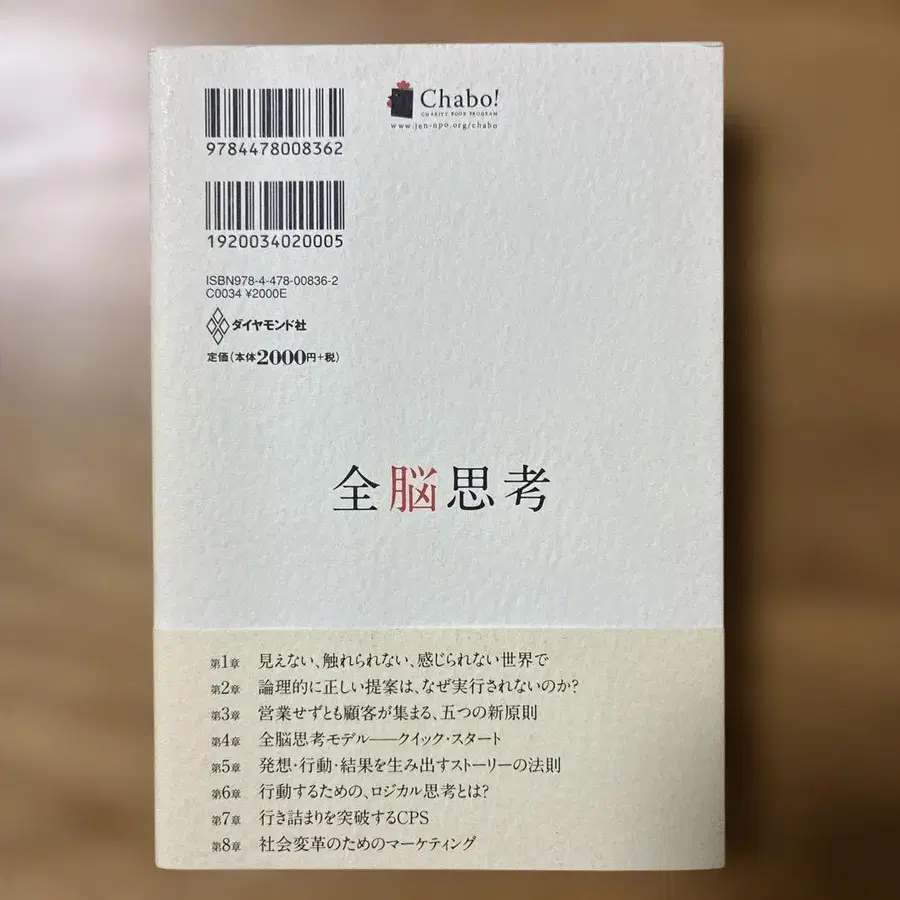 Chabo!
CHARITY BOOK PROGRAM
www.jen-npo.org/chabo
9784478008362
1920034020005
ISBN978-4-478-00836-2
C0034 ¥2000E
ダイヤモンド社
定価(本体2000円+税)
全脳思考
第1章 見えない、触れられない、感じられない世界で
第2章 論理的に正しい提案は、なぜ実行されないのか?
第3章 営業せずとも顧客が集まる、五つの新原則
第4章 全脳思考モデル――クイック・スタート
第5章 発想・行動・結果を生み出すストーリーの法則
第6章 行動するための、ロジカル思考とは?
第7章 行き詰まりを突破するCPS
第8章 社会変革のためのマーケティング